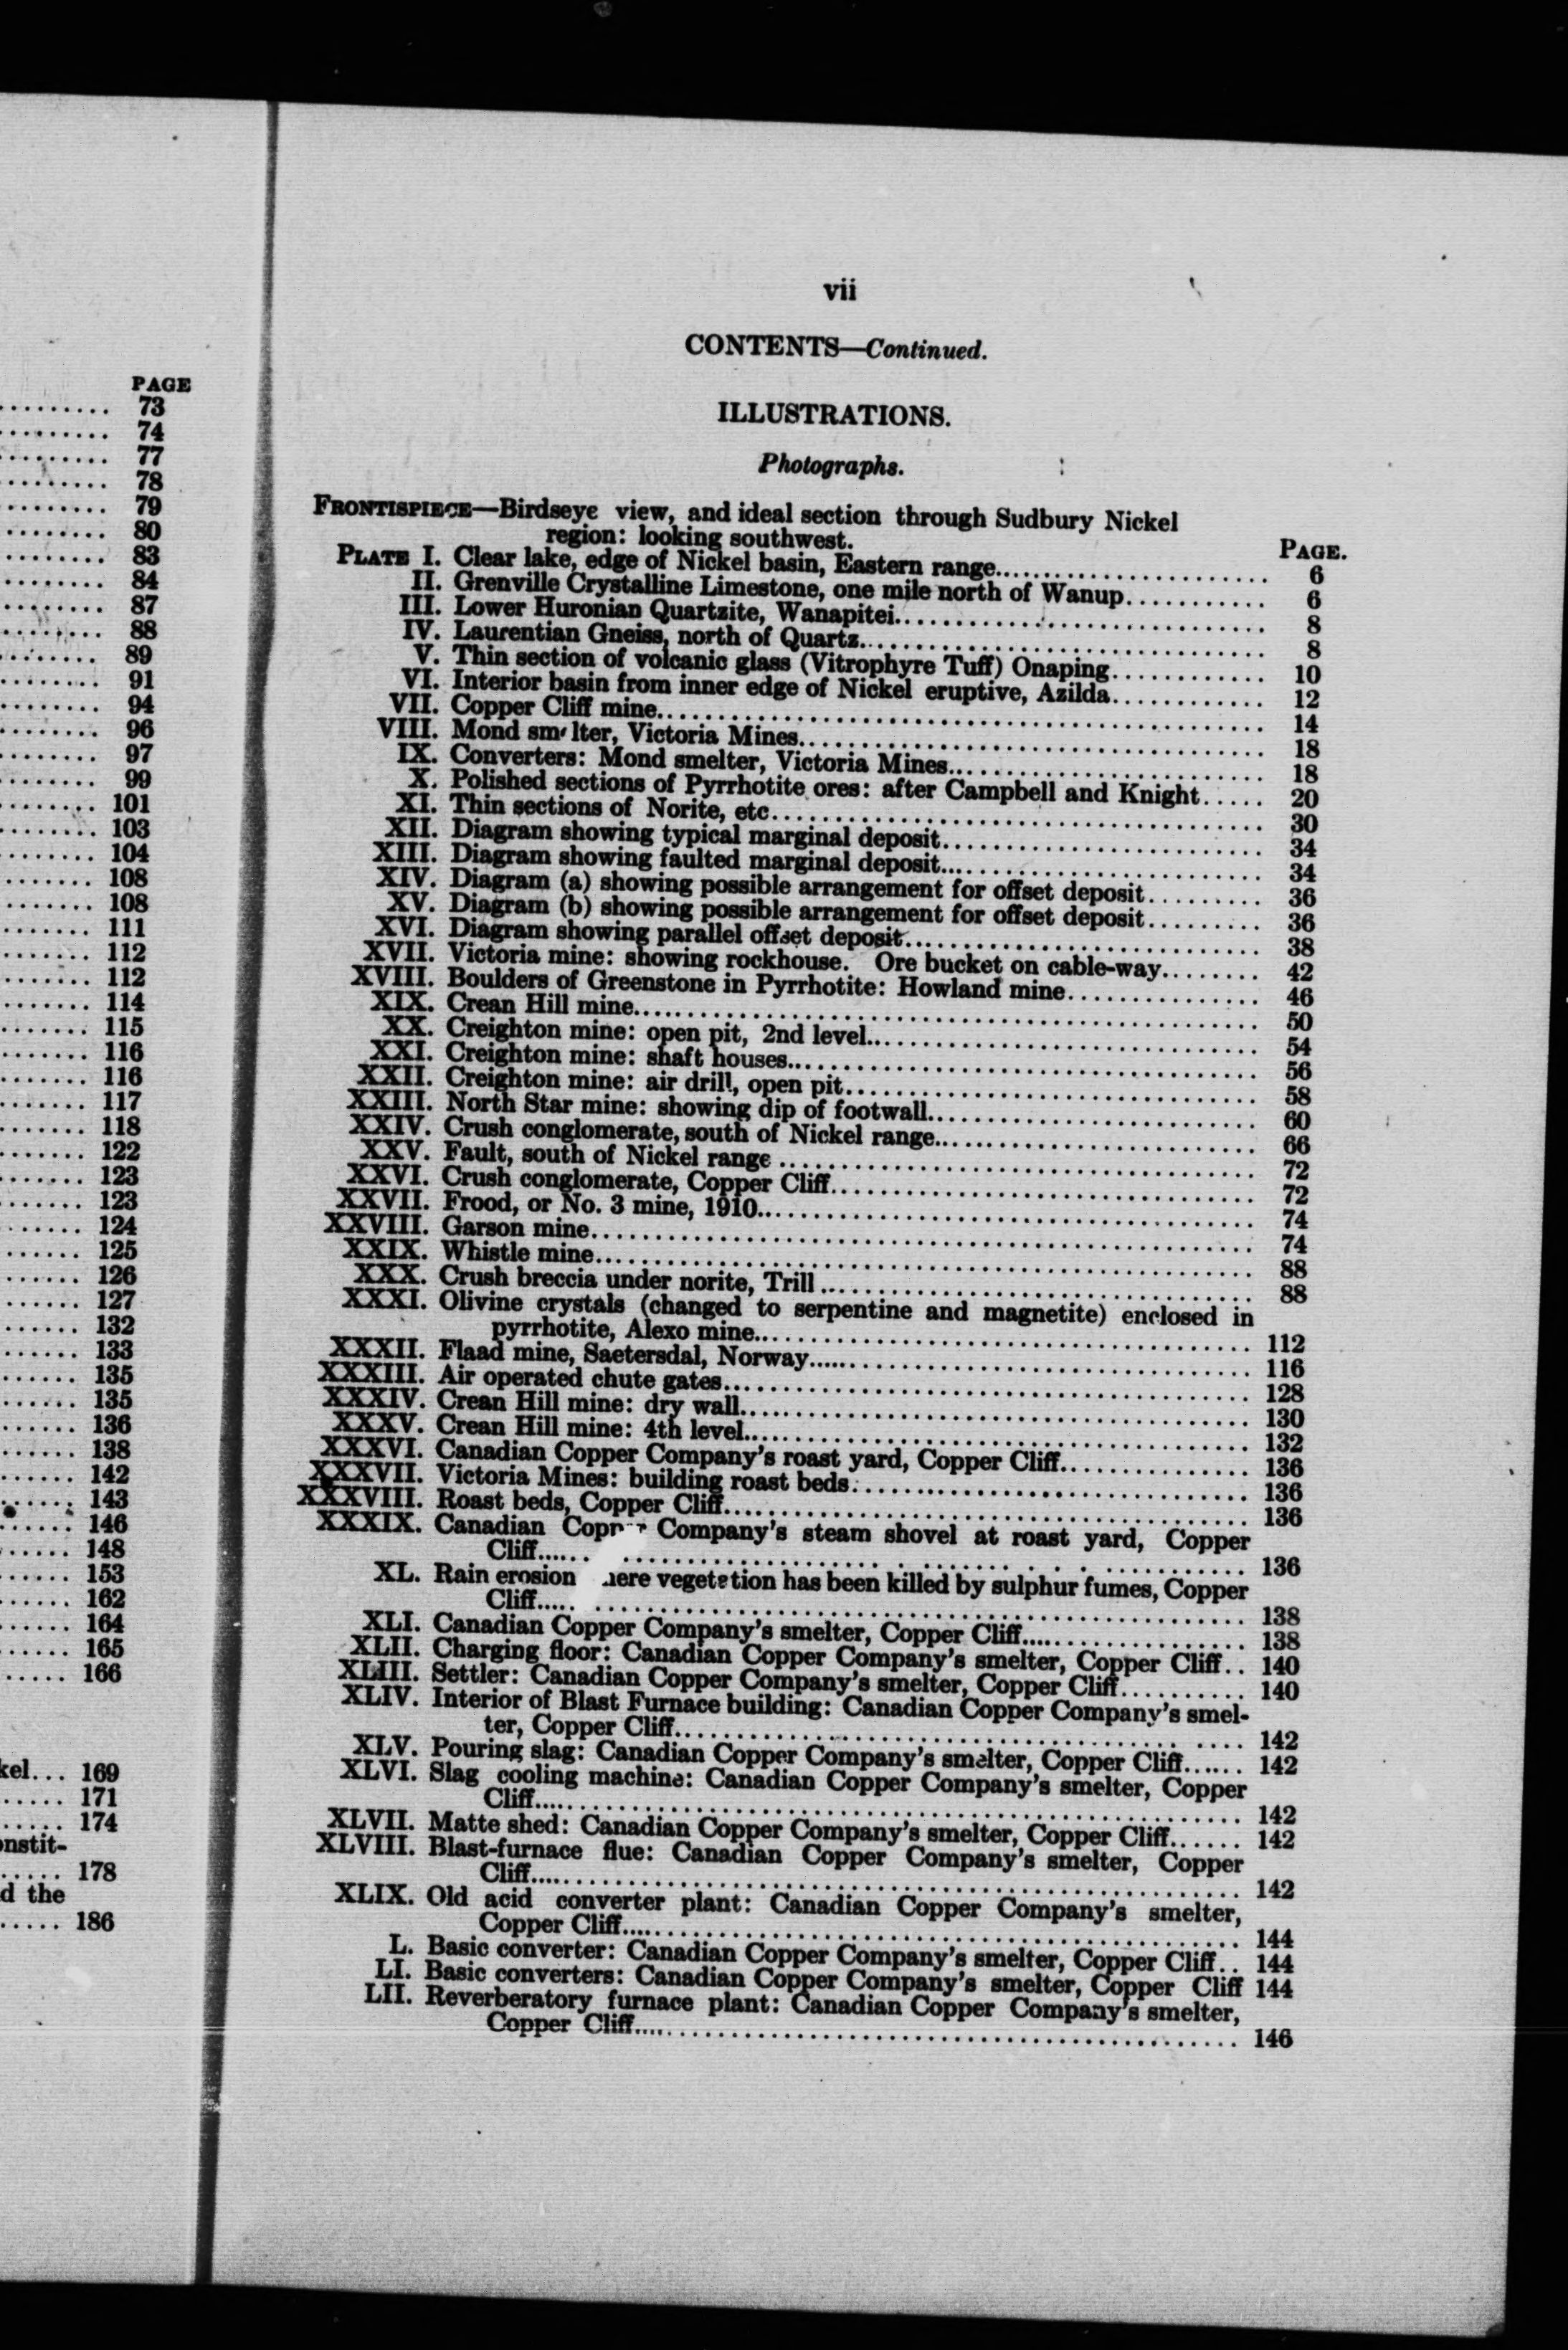 PAGE
......... 73
......... 74
......... 77
......... 78
......... 79
......... 80
......... 83
......... 84
......... 87
......... 88
......... 89
......... 91
......... 94
......... 96
......... 97
......... 99
........ 101
........ 103
........ 104
........ 108
........ 108
........ 111
........ 112
........ 112
........ 114
........ 115
........ 116
........ 116
........ 117
........ 118
........ 122
........ 123
........ 123
........ 124
........ 125
........ 126
........ 127
........ 132
........ 133
........ 135
........ 135
........ 136
........ 138
........ 142
........ 143
........ 146
........ 148
........ 153
........ 162
........ 164
........ 165
........ 166
kel... 169
..... 171
..... 174
onstit-
..... 178
d the
..... 186
vii
CONTENTS—Continued.
ILLUSTRATIONS.
Photographs.
FRONTISPIECE—Birdseye view, and ideal section through Sudbury Nickel
region: looking southwest.
PAGE.
PLATE I. Clear lake, edge of Nickel basin, Eastern range........ 6
II. Grenville Crystalline Limestone, one mile north of Wanup........ 6
III. Lower Huronian Quartzite, Wanapitei........ 8
IV. Laurentian Gneiss, north of Quartz........ 8
V. Thin section of volcanic glass (Vitrophyre Tuff) Onaping........ 10
VI. Interior basin from inner edge of Nickel eruptive, Azilda........ 12
VII. Copper Cliff mine........ 14
VIII. Mond smelter, Victoria Mines........ 18
IX. Converters: Mond smelter, Victoria Mines........ 18
X. Polished sections of Pyrrhotite ores: after Campbell and Knight..... 20
XI. Thin sections of Norite, etc........ 30
XII. Diagram showing typical marginal deposit........ 34
XIII. Diagram showing faulted marginal deposit........ 34
XIV. Diagram (a) showing possible arrangement for offset deposit........ 36
XV. Diagram (b) showing possible arrangement for offset deposit........ 36
XVI. Diagram showing parallel offset deposit........ 38
XVII. Victoria mine: showing rockhouse. Ore bucket on cable-way........ 42
XVIII. Boulders of Greenstone in Pyrrhotite: Howland mine........ 46
XIX. Crean Hill mine........ 50
XX. Creighton mine: open pit, 2nd level........ 54
XXI. Creighton mine: shaft houses........ 56
XXII. Creighton mine: air drill, open pit........ 58
XXIII. North Star mine: showing dip of footwall........ 60
XXIV. Crush conglomerate, south of Nickel range........ 66
XXV. Fault, south of Nickel range ........ 72
XXVI. Crush conglomerate, Copper Cliff........ 72
XXVII. Frood, or No. 3 mine, 1910........ 74
XXVIII. Garson mine........ 74
XXIX. Whistle mine........ 88
XXX. Crush breccia under norite, Trill ........ 88
XXXI. Olivine crystals (changed to serpentine and magnetite) enclosed in
pyrrhotite, Alexo mine........ 112
XXXII. Flaad mine, Saetersdal, Norway........ 116
XXXIII. Air operated chute gates........ 128
XXXIV. Crean Hill mine: dry wall........ 130
XXXV. Crean Hill mine: 4th level........ 132
XXXVI. Canadian Copper Company's roast yard, Copper Cliff........ 136
XXXVII. Victoria Mines: building roast beds........ 136
XXXVIII. Roast beds, Copper Cliff........ 136
XXXIX. Canadian Copper Company's steam shovel at roast yard, Copper
Cliff........ 136
XL. Rain erosion here vegetation has been killed by sulphur fumes, Copper
Cliff........ 138
XLI. Canadian Copper Company's smelter, Copper Cliff........ 138
XLII. Charging floor: Canadian Copper Company's smelter, Copper Cliff.. 140
XLIII. Settler: Canadian Copper Company's smelter, Copper Cliff........ 140
XLIV. Interior of Blast Furnace building: Canadian Copper Company's smel-
ter, Copper Cliff........ 142
XLV. Pouring slag: Canadian Copper Company's smelter, Copper Cliff...... 142
XLVI. Slag cooling machine: Canadian Copper Company's smelter, Copper
Cliff........ 142
XLVII. Matte shed: Canadian Copper Company's smelter, Copper Cliff...... 142
XLVIII. Blast-furnace flue: Canadian Copper Company's smelter, Copper
Cliff........ 142
XLIX. Old acid converter plant: Canadian Copper Company's smelter,
Copper Cliff........ 144
L. Basic converter: Canadian Copper Company's smelter, Copper Cliff.. 144
LI. Basic converters: Canadian Copper Company's smelter, Copper Cliff 144
LII. Reverberatory furnace plant: Canadian Copper Company's smelter,
Copper Cliff........ 146